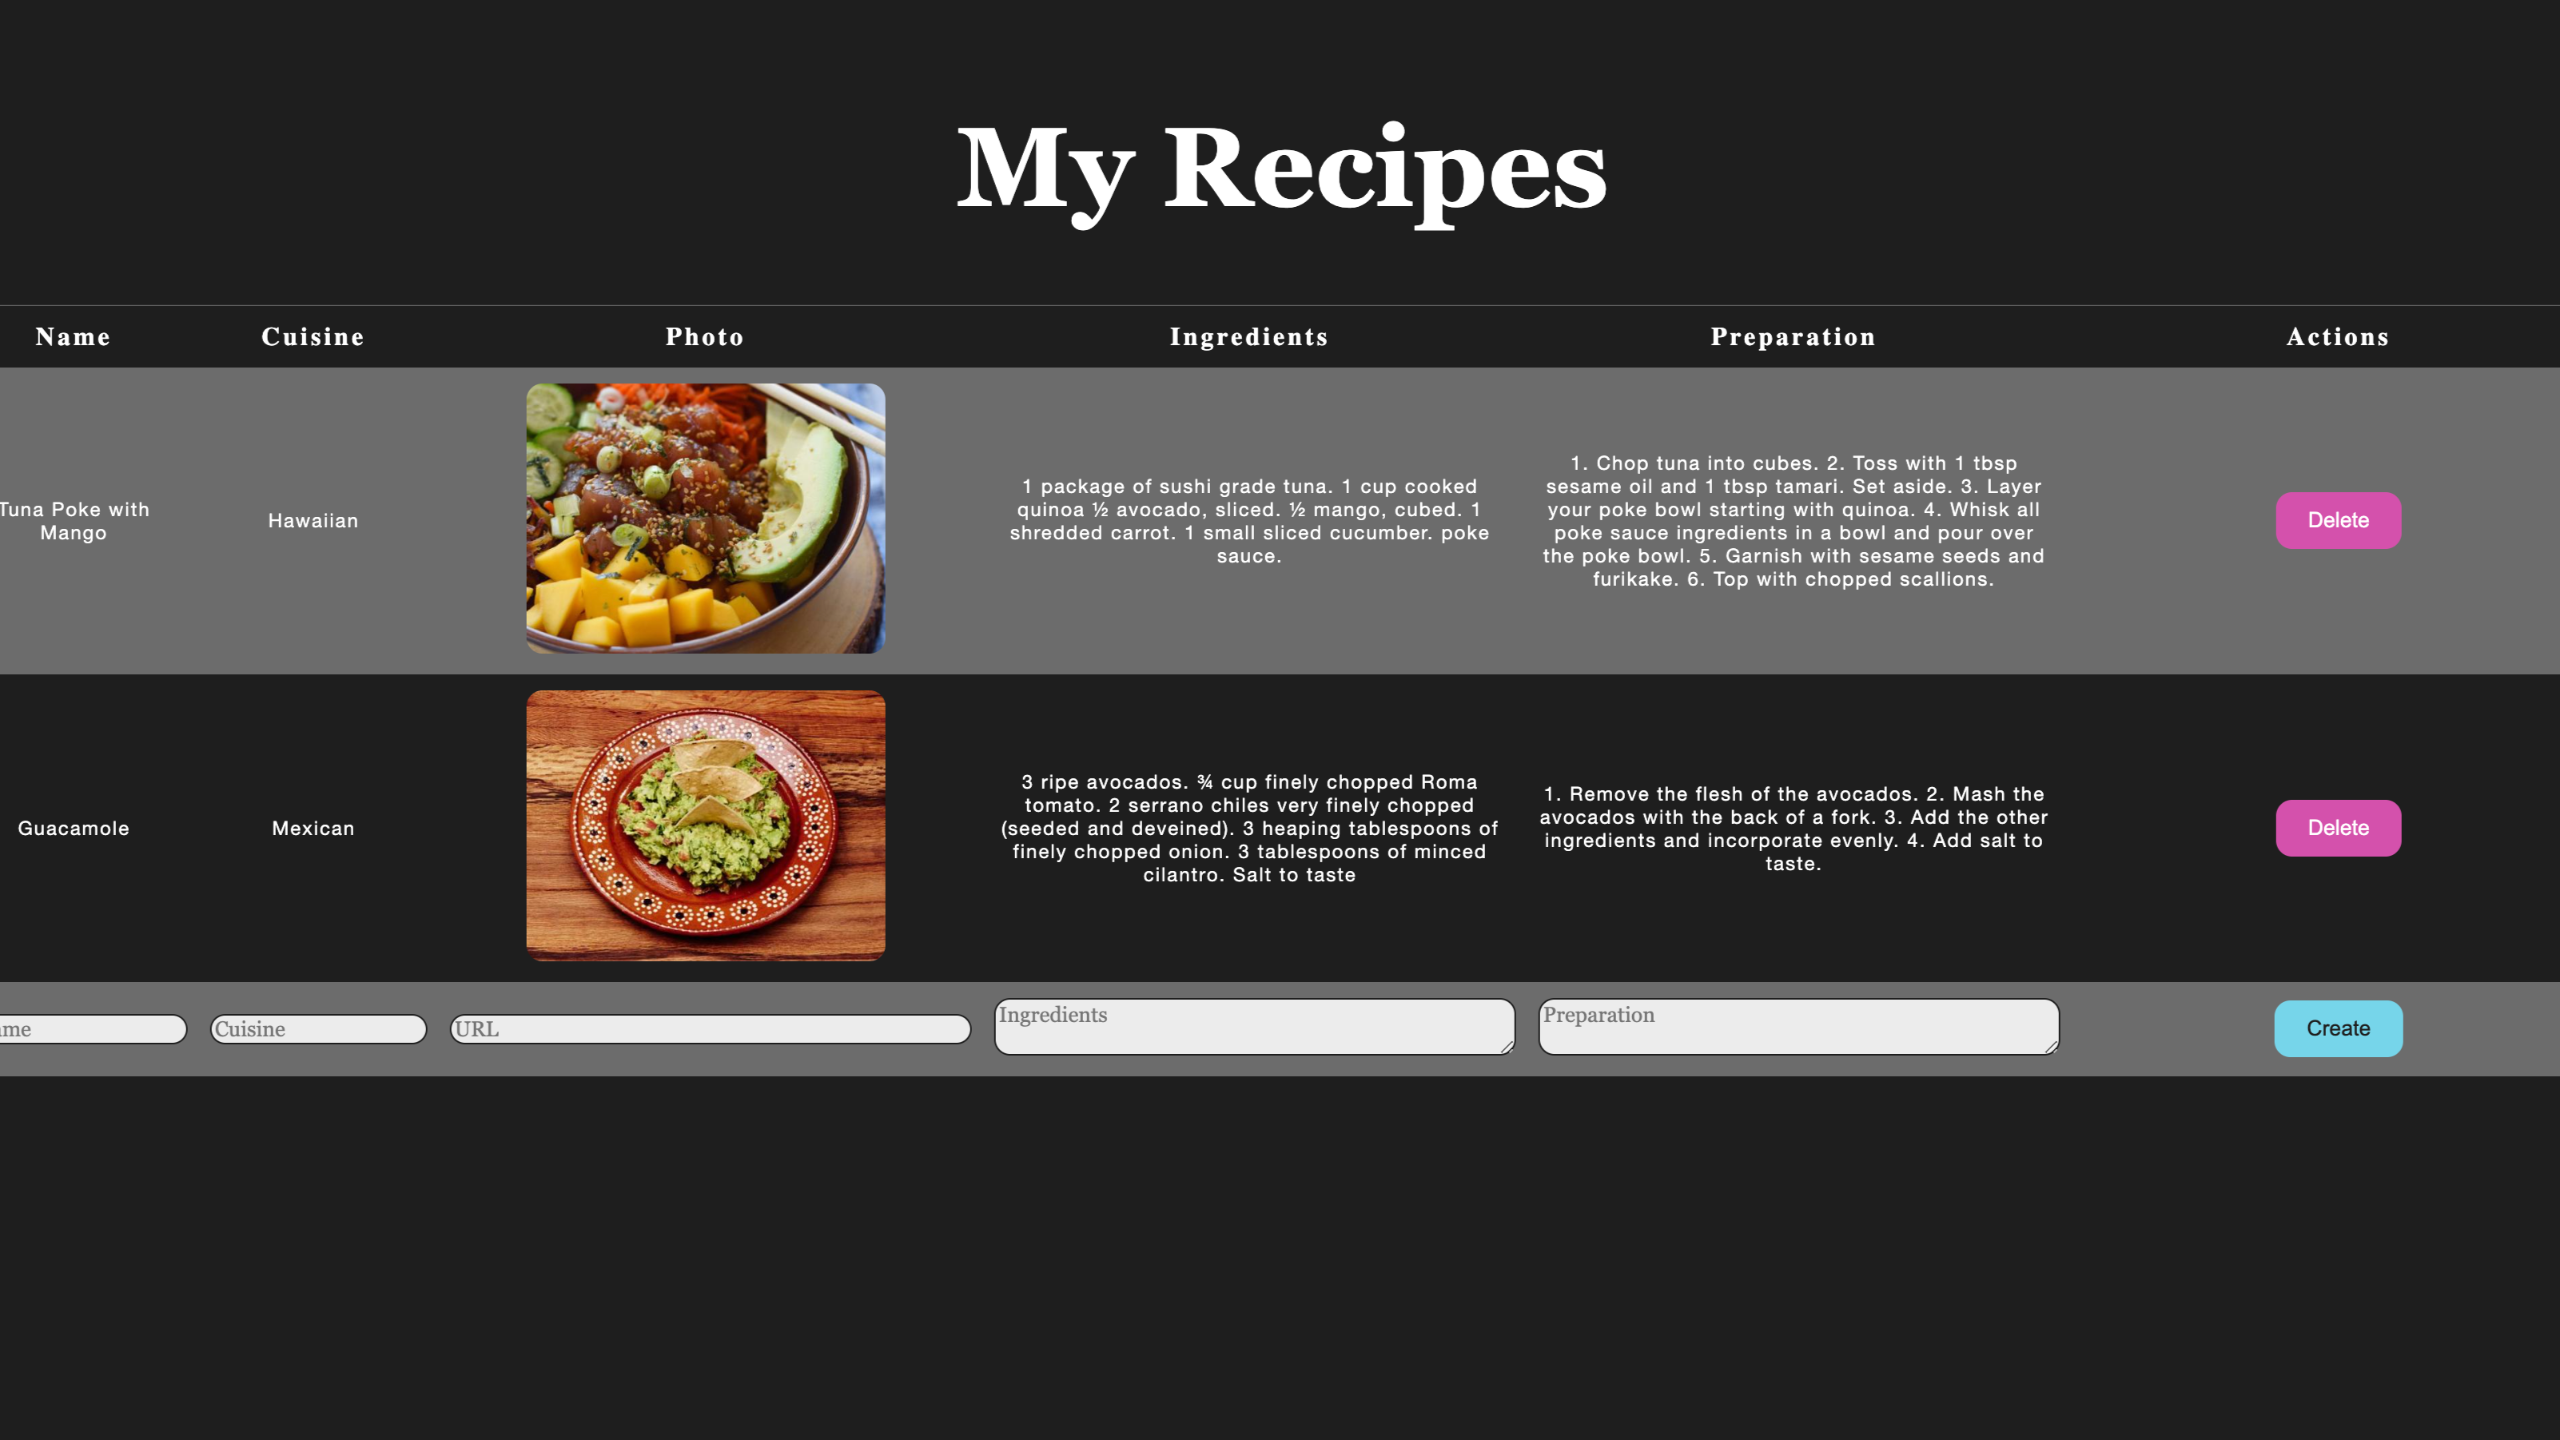 My Recipes
Name Cuisine Photo Ingredients Preparation Actions
Tuna Poke with
Mango
Hawaiian
1 package of sushi grade tuna. 1 cup cooked
quinoa ½ avocado, sliced. ½ mango, cubed. 1
shredded carrot. 1 small sliced cucumber. poke
sauce.
1. Chop tuna into cubes. 2. Toss with 1 tbsp
sesame oil and 1 tbsp tamari. Set aside. 3. Layer
your poke bowl starting with quinoa. 4. Whisk all
poke sauce ingredients in a bowl and pour over
the poke bowl. 5. Garnish with sesame seeds and
furikake. 6. Top with chopped scallions.
Delete
Guacamole
Mexican
3 ripe avocados. ¾ cup finely chopped Roma
tomato. 2 serrano chiles very finely chopped
(seeded and deveined). 3 heaping tablespoons of
finely chopped onion. 3 tablespoons of minced
cilantro. Salt to taste
1. Remove the flesh of the avocados. 2. Mash the
avocados with the back of a fork. 3. Add the other
ingredients and incorporate evenly. 4. Add salt to
taste.
Delete
me Cuisine URL Ingredients Preparation Create